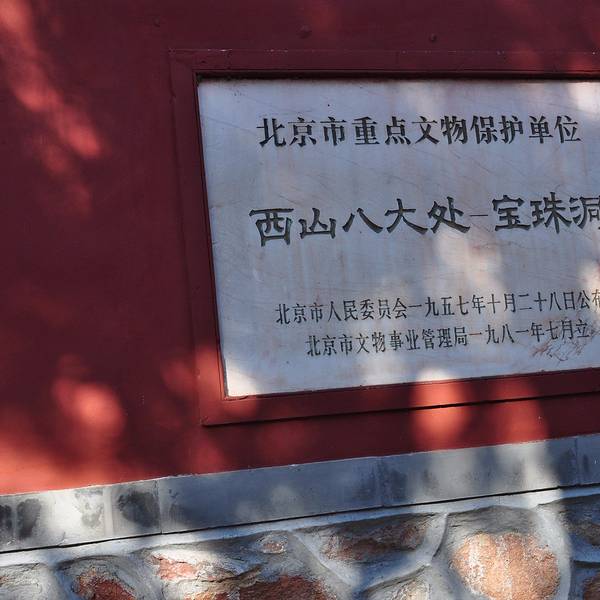 北京市重点文物保护单位
西山八大处-宝珠洞
北京市人民委员会一九五七年十月二十八日公布
北京市文物事业管理局一九八一年七月立